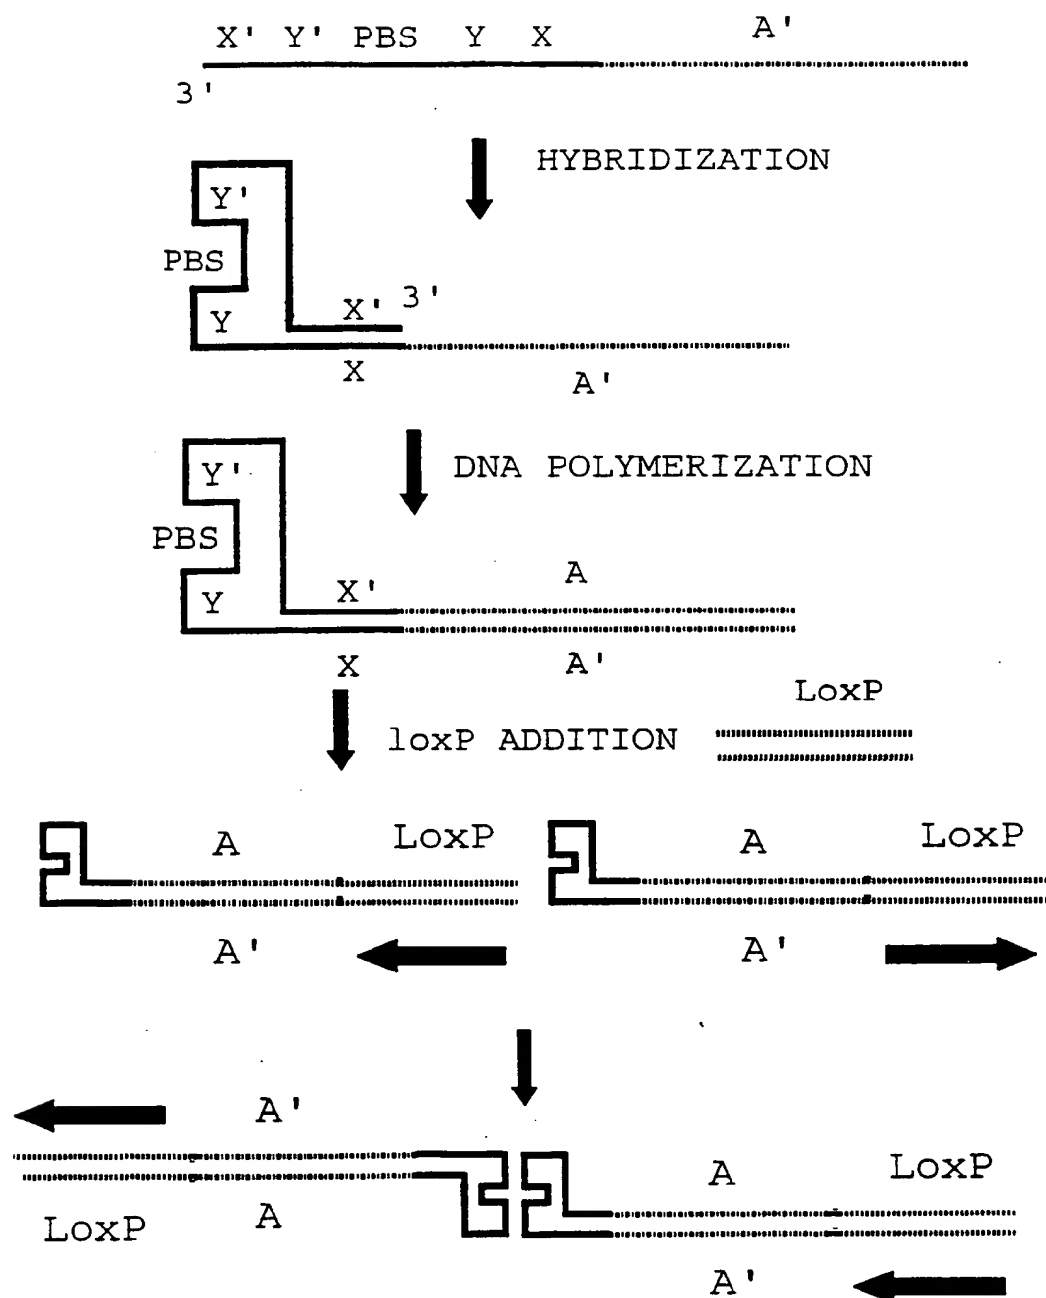 X' Y' PBS Y X A'
3'
HYBRIDIZATION
Y'
PBS
Y
X' 3'
X
A'
DNA POLYMERIZATION
Y'
PBS
Y
X'
A
X
A'
LoxP
loxP ADDITION
A LoxP A LoxP
A' A'
A'
A LoxP
LoxP A
A'